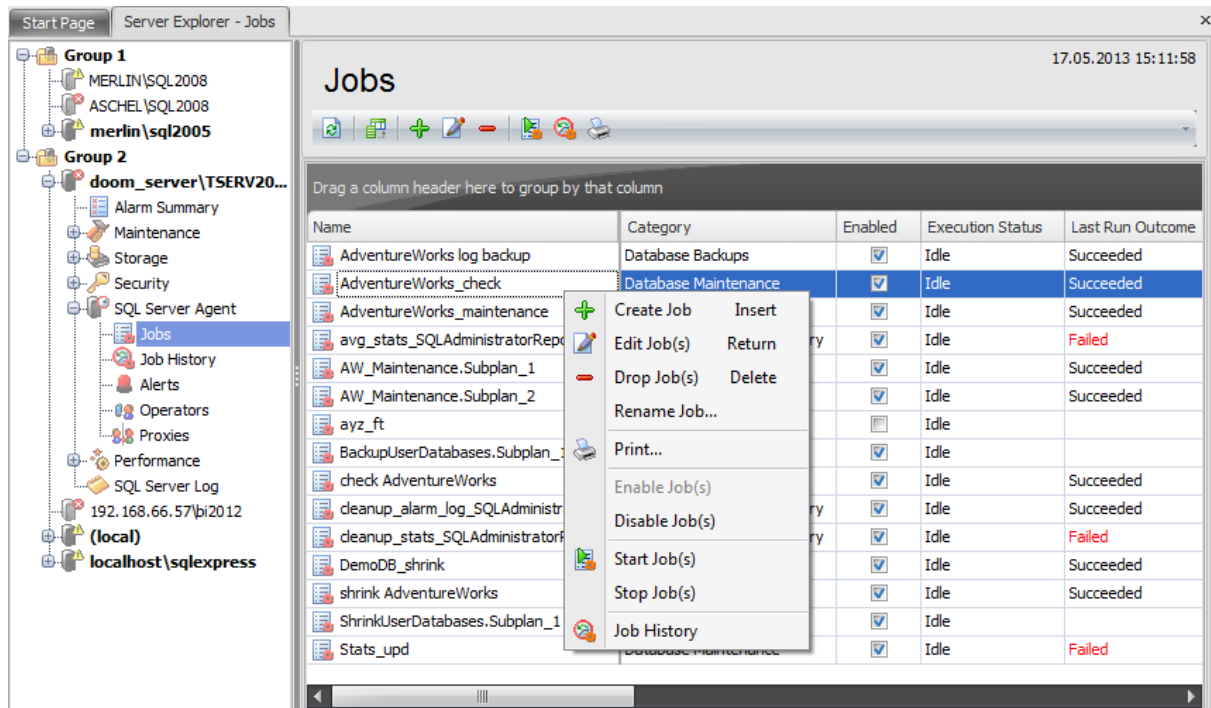 Start Page
Server Explorer - Jobs
Group 1
MERLIN\SQL2008
ASCHEL\SQL2008
merlin\sql2005
Group 2
doom_server\TSERV20...
Alarm Summary
Maintenance
Storage
Security
SQL Server Agent
Jobs
Job History
Alerts
Operators
Proxies
Performance
SQL Server Log
192.168.66.57\bi2012
(local)
localhost\sqlexpress
17.05.2013 15:11:58
Jobs
Drag a column header here to group by that column
Name Category Enabled Execution Status Last Run Outcome
AdventureWorks log backup Database Backups Idle Succeeded
AdventureWorks_check Database Maintenance Idle Succeeded
AdventureWorks_maintenance Idle Succeeded
avg_stats_SQLAdministratorRepo ry Idle Failed
AW_Maintenance.Subplan_1 Idle Succeeded
AW_Maintenance.Subplan_2 Idle Succeeded
ayz_ft Idle
BackupUserDatabases.Subplan_1 Idle
check AdventureWorks Idle Succeeded
cleanup_alarm_log_SQLAdministr ry Idle Succeeded
cleanup_stats_SQLAdministratorR ry Idle Failed
DemoDB_shrink Idle Succeeded
shrink AdventureWorks Idle Succeeded
ShrinkUserDatabases.Subplan_1 Idle
Stats_upd Database Maintenance Idle Failed
Create Job Insert
Edit Job(s) Return
Drop Job(s) Delete
Rename Job...
Print...
Enable Job(s)
Disable Job(s)
Start Job(s)
Stop Job(s)
Job History